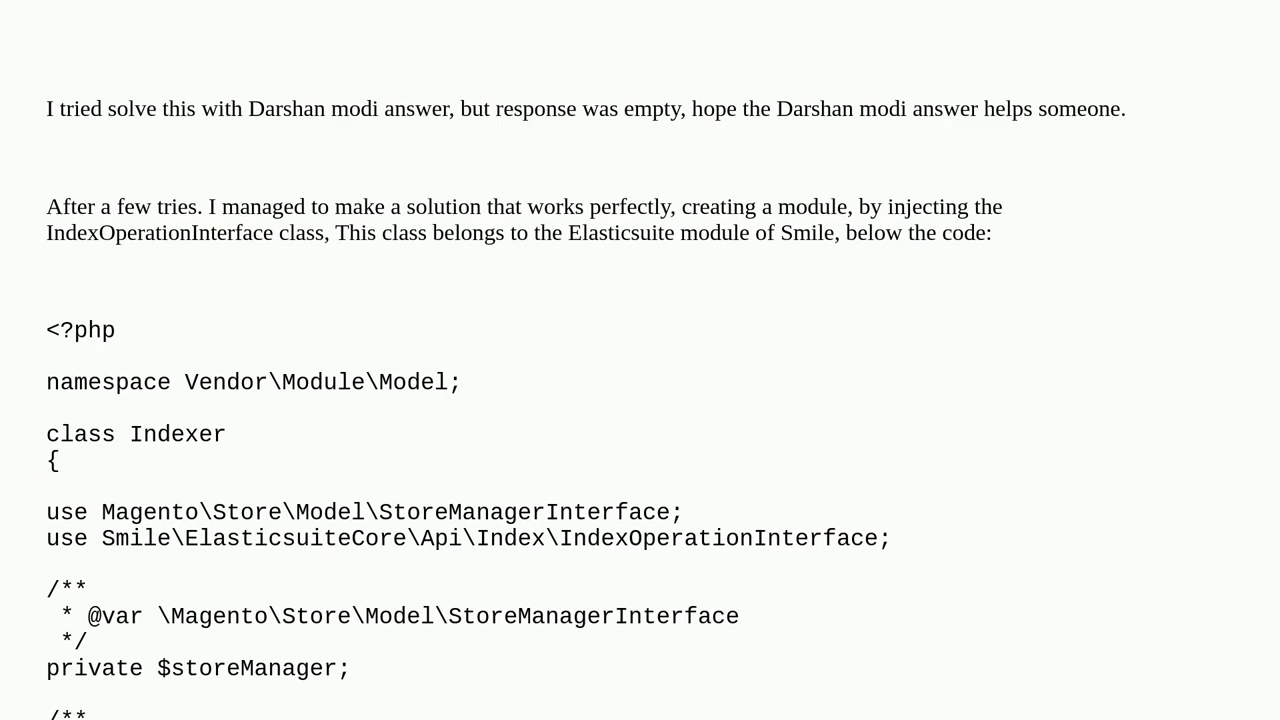 I tried solve this with Darshan modi answer, but response was empty, hope the Darshan modi answer helps someone.
After a few tries. I managed to make a solution that works perfectly, creating a module, by injecting the
IndexOperationInterface class, This class belongs to the Elasticsuite module of Smile, below the code:
<?php
namespace Vendor\Module\Model;
class Indexer
{
use Magento\Store\Model\StoreManagerInterface;
use Smile\ElasticsuiteCore\Api\Index\IndexOperationInterface;
/**
 * @var \Magento\Store\Model\StoreManagerInterface
 */
private $storeManager;
/**